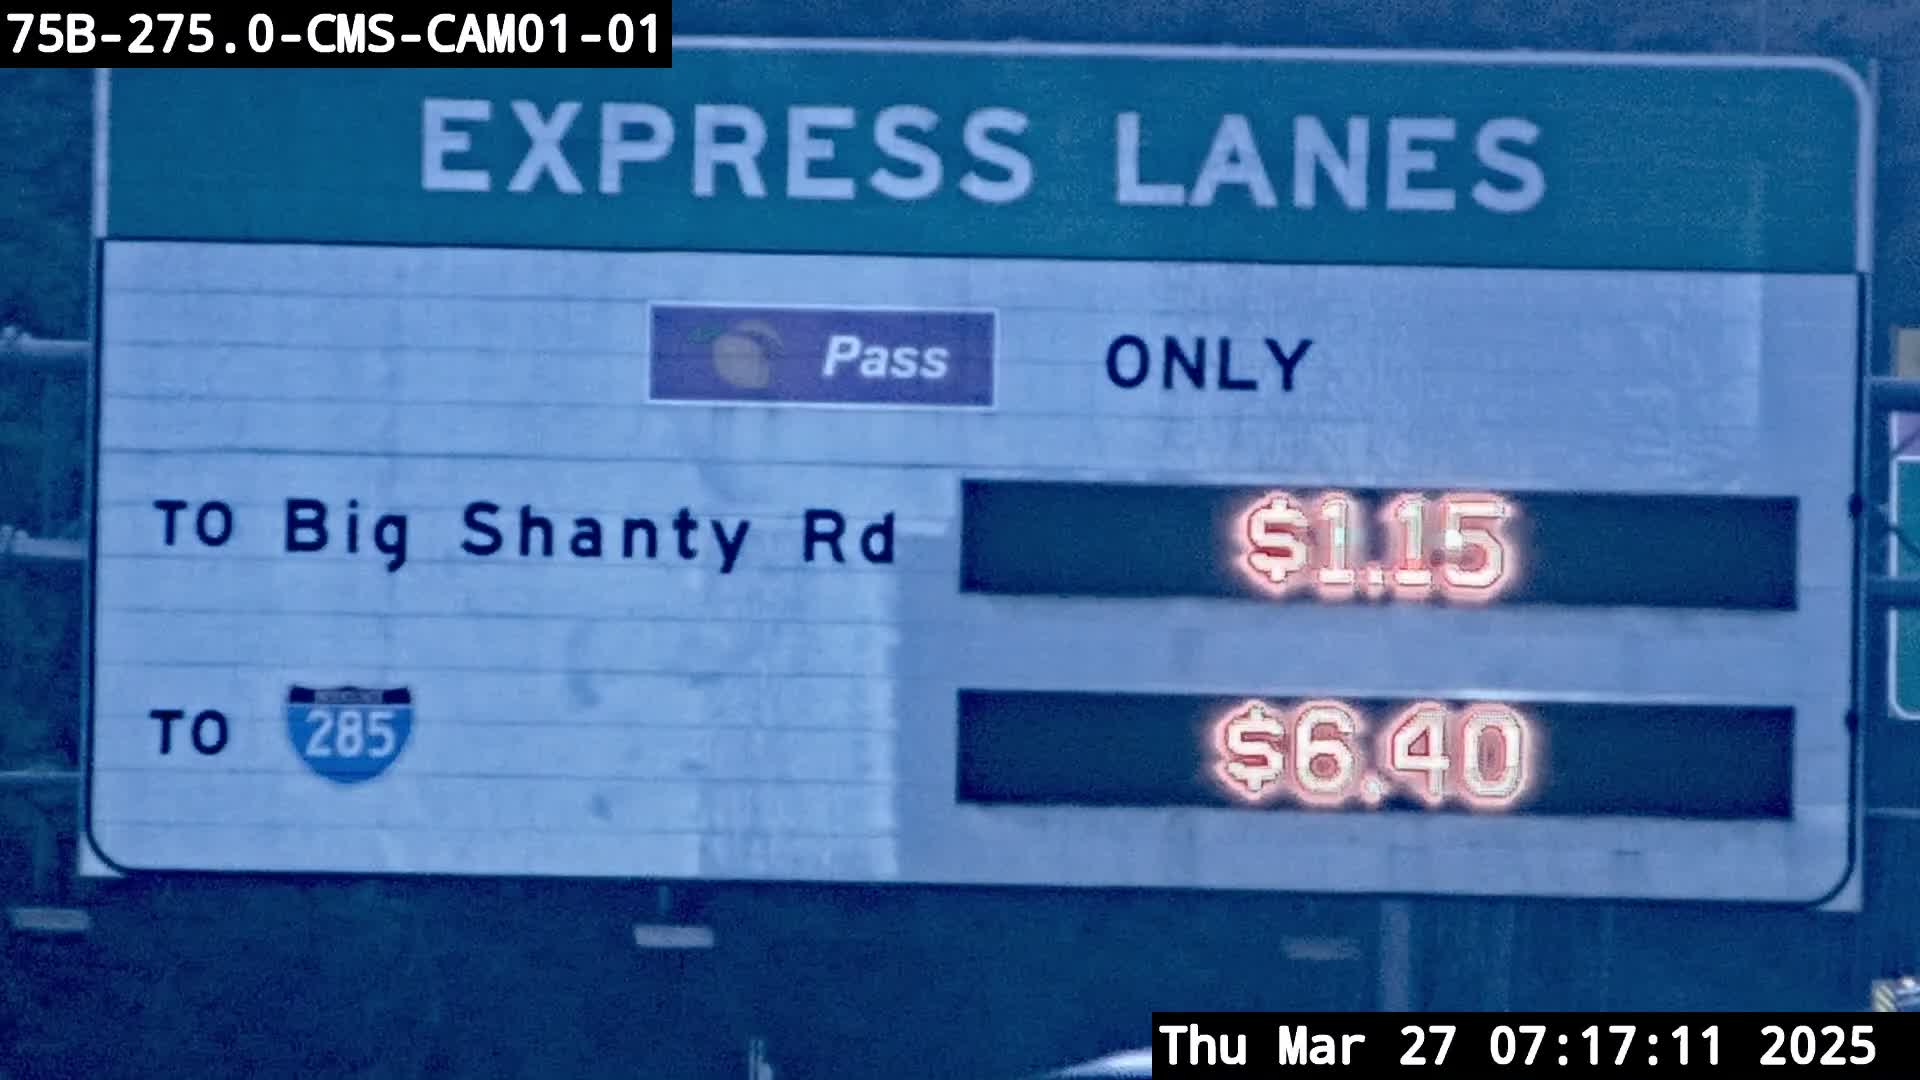 75B-275.0-CMS-CAM01-01
EXPRESS LANES
Pass ONLY
TO Big Shanty Rd $1.15
TO 285 $6.40
Thu Mar 27 07:17:11 2025